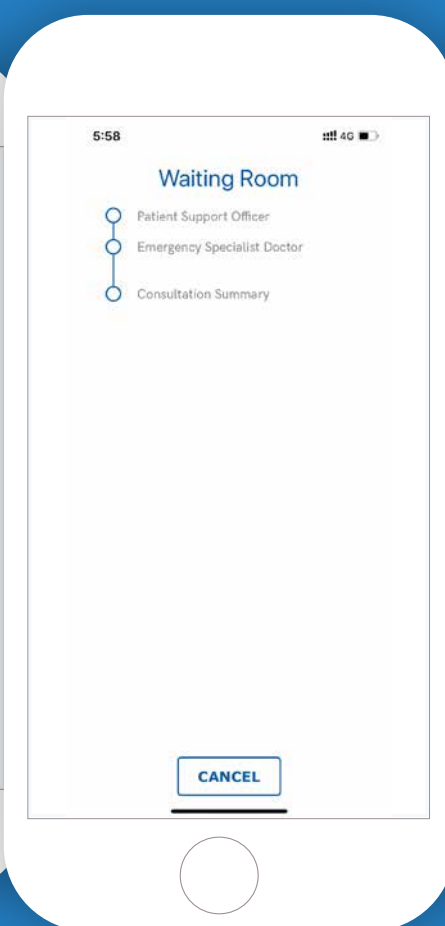 5:58 4G
Waiting Room
Patient Support Officer
Emergency Specialist Doctor
Consultation Summary
CANCEL